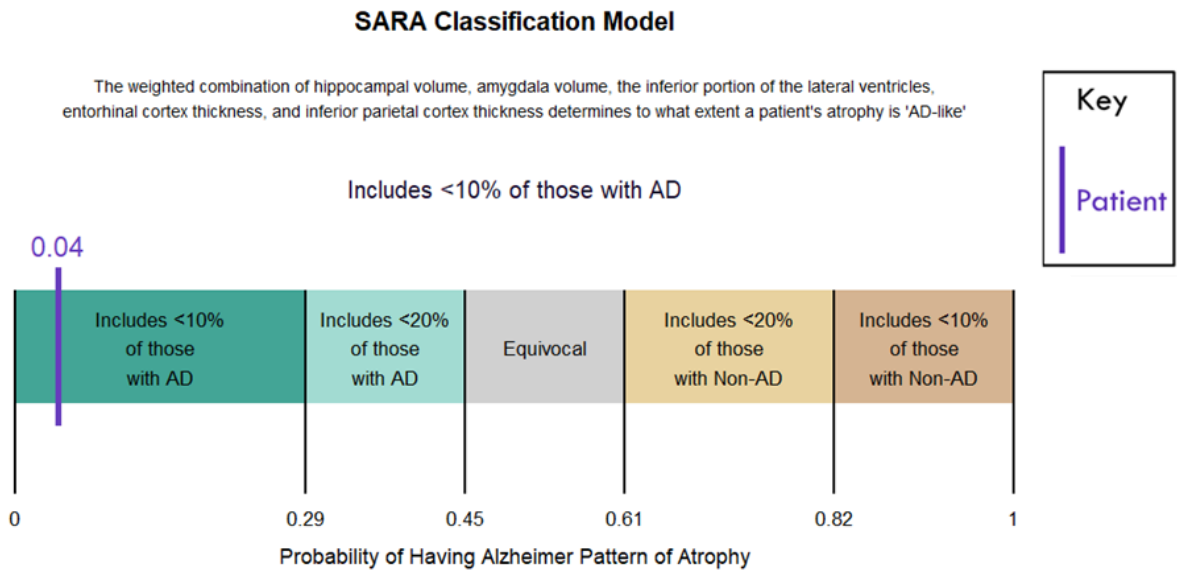 SARA Classification Model
The weighted combination of hippocampal volume, amygdala volume, the inferior portion of the lateral ventricles,
entorhinal cortex thickness, and inferior parietal cortex thickness determines to what extent a patient's atrophy is 'AD-like'
Key
Patient
Includes <10% of those with AD
0.04
Includes <10%
of those
with AD
Includes <20%
of those
with AD
Equivocal
Includes <20%
of those
with Non-AD
Includes <10%
of those
with Non-AD
0
0.29
0.45
0.61
0.82
1
Probability of Having Alzheimer Pattern of Atrophy